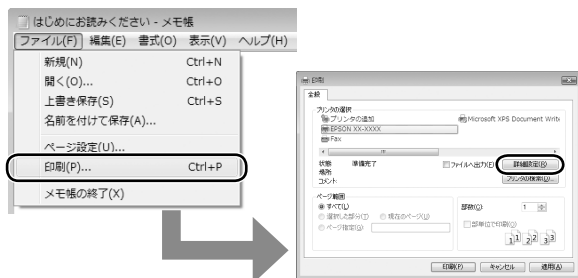 はじめにお読みください - メモ帳
ファイル(F) 編集(E) 書式(O) 表示(V) ヘルプ(H)
新規(N) Ctrl+N
開く(O)... Ctrl+O
上書き保存(S) Ctrl+S
名前を付けて保存(A)...
ページ設定(U)...
印刷(P)... Ctrl+P
メモ帳の終了(X)
印刷
全般
プリンタの選択
プリンタの追加 Microsoft XPS Document Write
EPSON XX-XXXX
Fax
状態 準備完了 ファイルへ出力(F) 詳細設定(R)
場所
コメント プリンタの検索(D)...
ページ範囲
すべて(L) 部数(C): 1
選択した部分(T) 現在のページ(U)
ページ指定(G) 部単位で印刷(O)
11 22 33
印刷(P) キャンセル 適用(A)